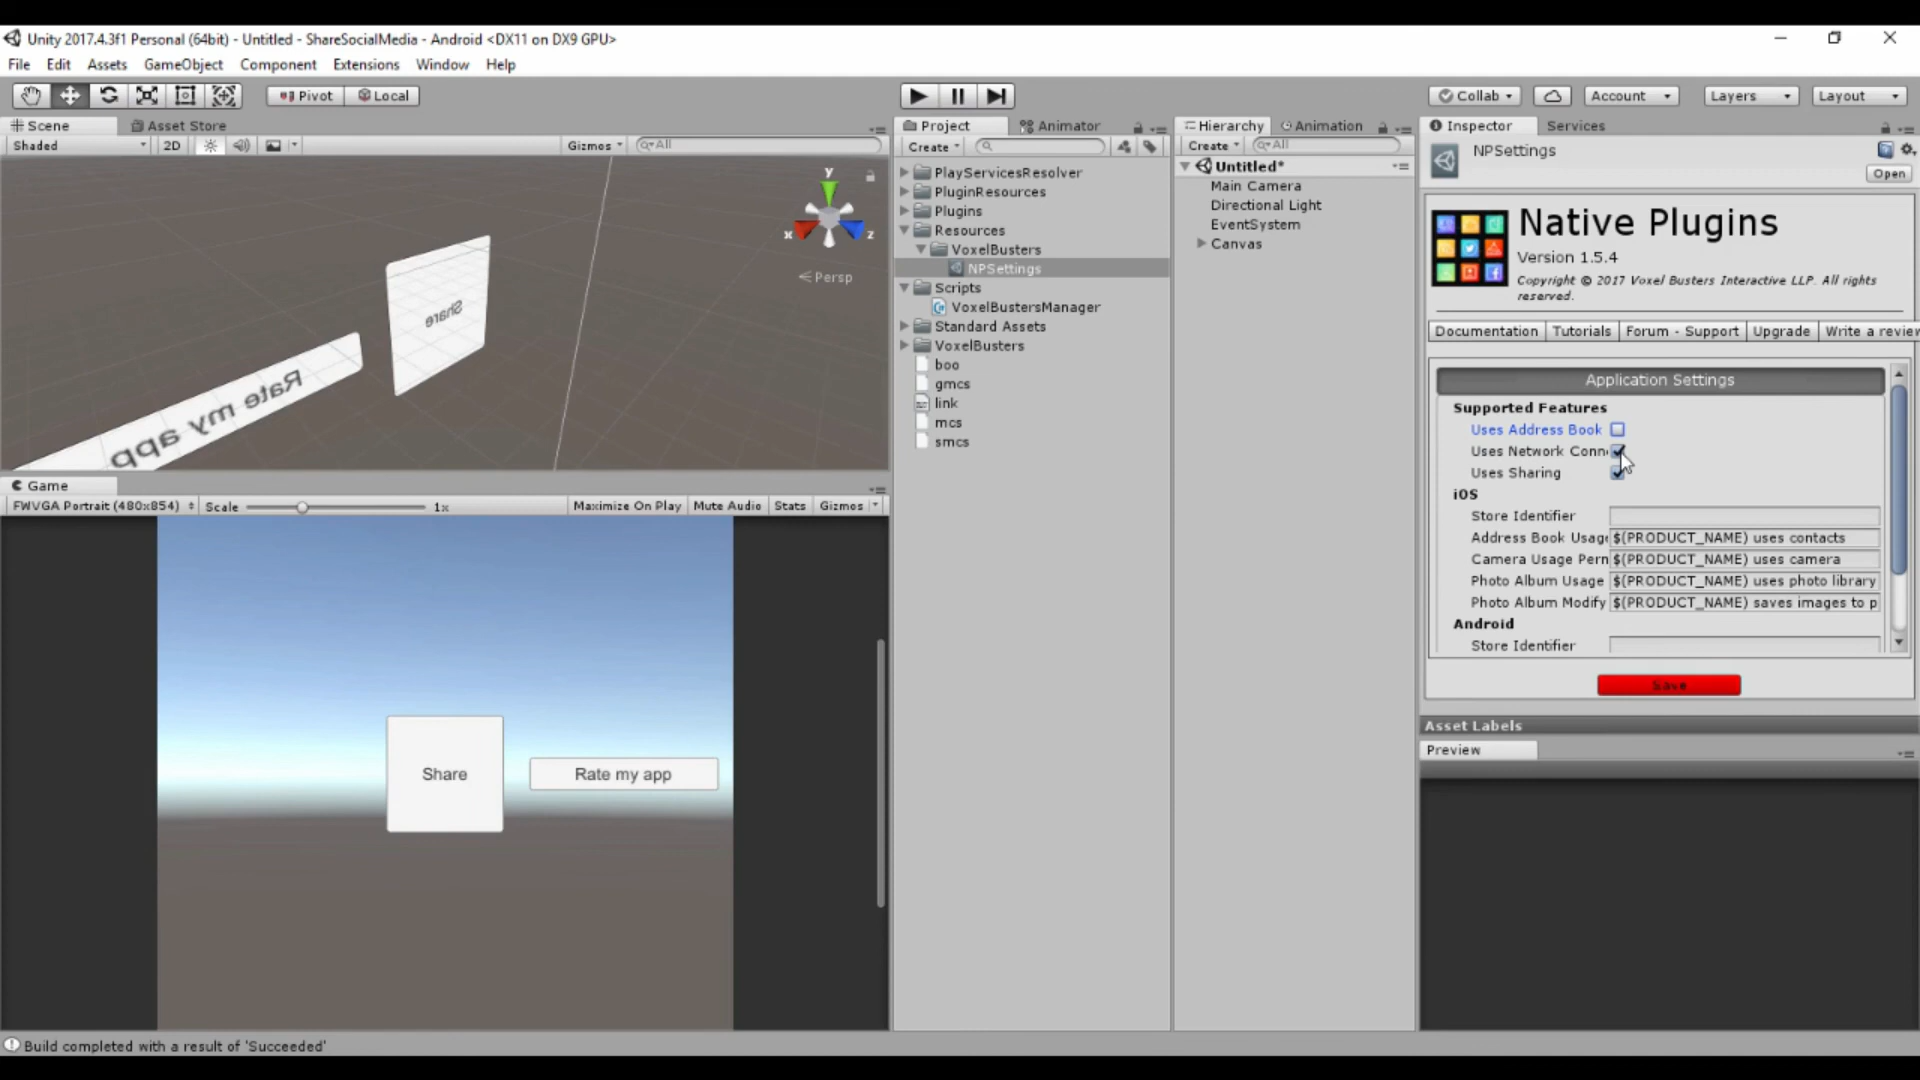 Unity 2017.4.3f1 Personal (64bit) - Untitled - ShareSocialMedia - Android <DX11 on DX9 GPU>
File Edit Assets GameObject Component Extensions Window Help
Pivot Local
Collab Account Layers Layout
Scene Asset Store
Shaded 2D Gizmos All
y
x z
Persp
Share
Rate my app
Game
FWVGA Portrait (480x854) Scale 1x Maximize On Play Mute Audio Stats Gizmos
Share
Rate my app
Project Animator
Create
PlayServicesResolver
PluginResources
Plugins
Resources
VoxelBusters
NPSettings
Scripts
VoxelBustersManager
Standard Assets
VoxelBusters
boo
gmcs
link
mcs
smcs
Hierarchy Animation
Create All
Untitled*
Main Camera
Directional Light
EventSystem
Canvas
Inspector Services
NPSettings
Open
Native Plugins
Version 1.5.4
Copyright © 2017 Voxel Busters Interactive LLP. All rights
reserved.
Documentation Tutorials Forum - Support Upgrade Write a review
Application Settings
Supported Features
Uses Address Book
Uses Network Conn
Uses Sharing
iOS
Store Identifier
Address Book Usage $(PRODUCT_NAME) uses contacts
Camera Usage Perm $(PRODUCT_NAME) uses camera
Photo Album Usage $(PRODUCT_NAME) uses photo library
Photo Album Modify $(PRODUCT_NAME) saves images to p
Android
Store Identifier
Save
Asset Labels
Preview
Build completed with a result of 'Succeeded'